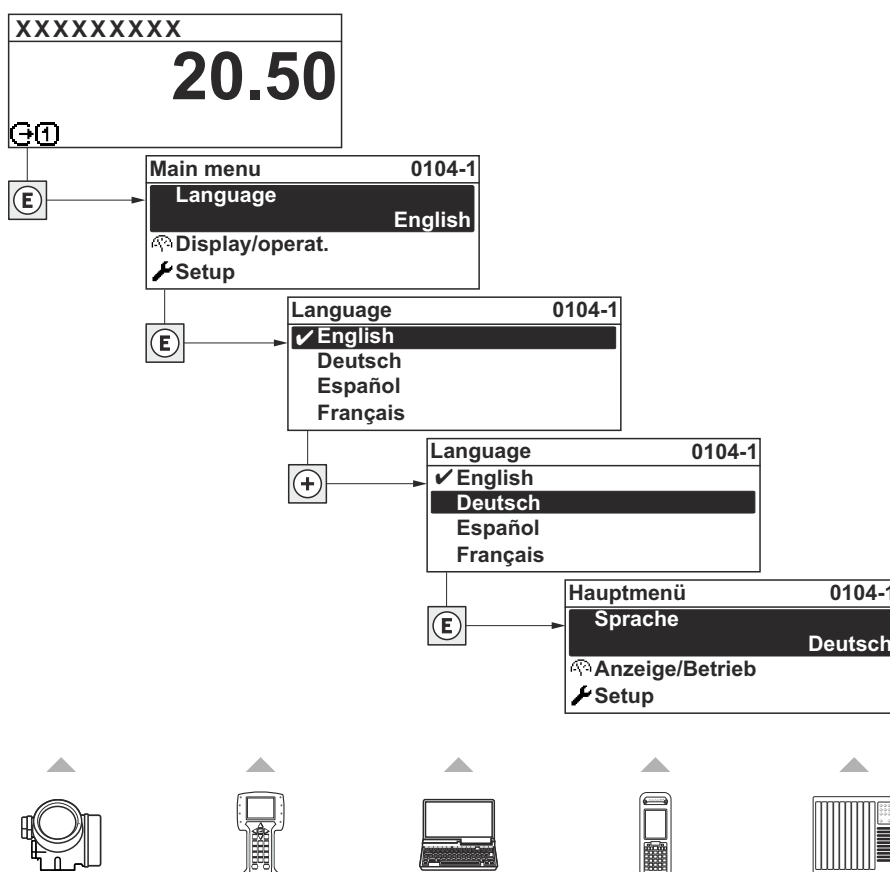 XXXXXXXXX
20.50
1
E
Main menu 0104-1
Language
English
Display/operat.
Setup
E
Language 0104-1
✔ English
Deutsch
Español
Français
+
Language 0104-1
✔ English
Deutsch
Español
Français
E
Hauptmenü 0104-1
Sprache
Deutsch
Anzeige/Betrieb
Setup